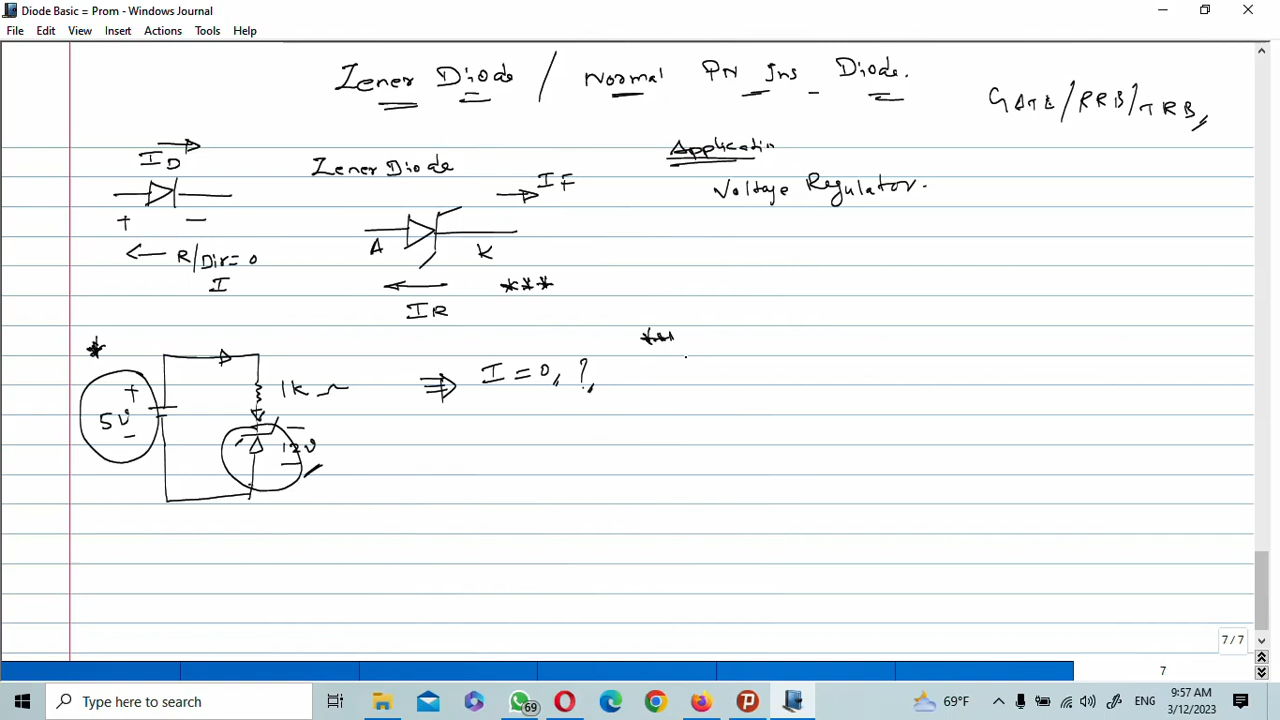 Diode Basic = Prom - Windows Journal
File Edit View Insert Actions Tools Help
Zener Diode / Normal PN Jns Diode.
GATE/RRB/TRB,
ID
Zener Diode
Application
IF
Voltage Regulator.
+ −
A K
R/Dir = 0
I
***
IR
*
***
+
5V
−
1K
I = 0, ?
12V
7 / 7
7
Type here to search
69
69°F
ENG
9:57 AM
3/12/2023